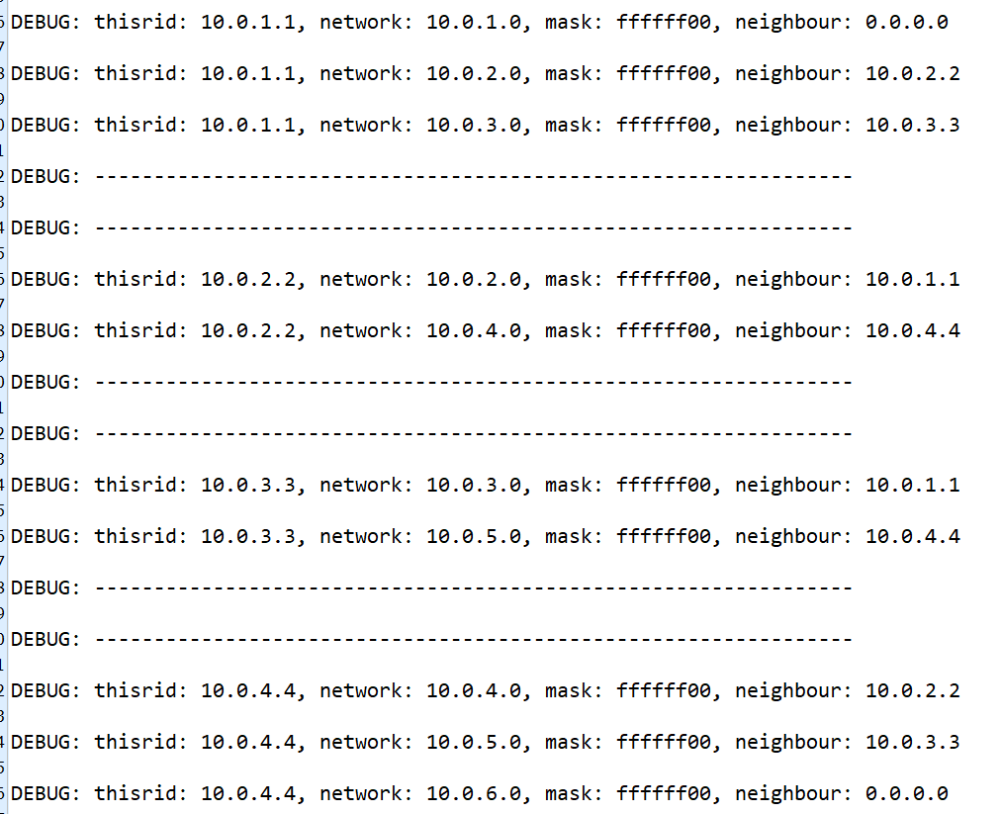 DEBUG: thisrid: 10.0.1.1, network: 10.0.1.0, mask: ffffff00, neighbour: 0.0.0.0
DEBUG: thisrid: 10.0.1.1, network: 10.0.2.0, mask: ffffff00, neighbour: 10.0.2.2
DEBUG: thisrid: 10.0.1.1, network: 10.0.3.0, mask: ffffff00, neighbour: 10.0.3.3
DEBUG: ----------------------------------------------------------------
DEBUG: ----------------------------------------------------------------
DEBUG: thisrid: 10.0.2.2, network: 10.0.2.0, mask: ffffff00, neighbour: 10.0.1.1
DEBUG: thisrid: 10.0.2.2, network: 10.0.4.0, mask: ffffff00, neighbour: 10.0.4.4
DEBUG: ----------------------------------------------------------------
DEBUG: ----------------------------------------------------------------
DEBUG: thisrid: 10.0.3.3, network: 10.0.3.0, mask: ffffff00, neighbour: 10.0.1.1
DEBUG: thisrid: 10.0.3.3, network: 10.0.5.0, mask: ffffff00, neighbour: 10.0.4.4
DEBUG: ----------------------------------------------------------------
DEBUG: ----------------------------------------------------------------
DEBUG: thisrid: 10.0.4.4, network: 10.0.4.0, mask: ffffff00, neighbour: 10.0.2.2
DEBUG: thisrid: 10.0.4.4, network: 10.0.5.0, mask: ffffff00, neighbour: 10.0.3.3
DEBUG: thisrid: 10.0.4.4, network: 10.0.6.0, mask: ffffff00, neighbour: 0.0.0.0